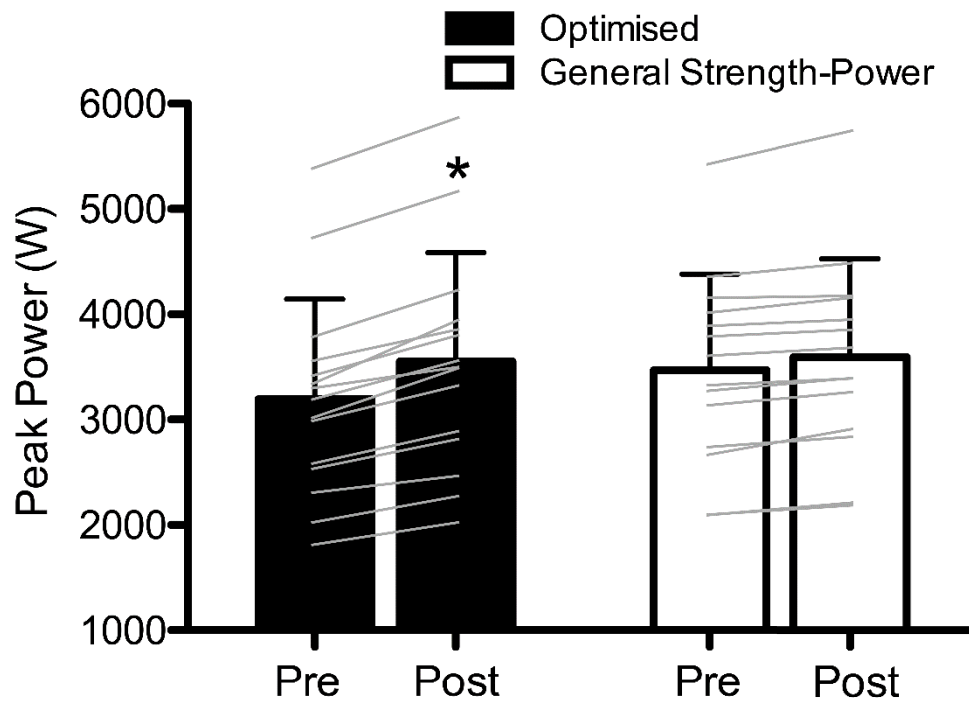 Optimised
General Strength-Power
6000
5000
4000
3000
2000
1000
Peak Power (W)
*
Pre
Post
Pre
Post